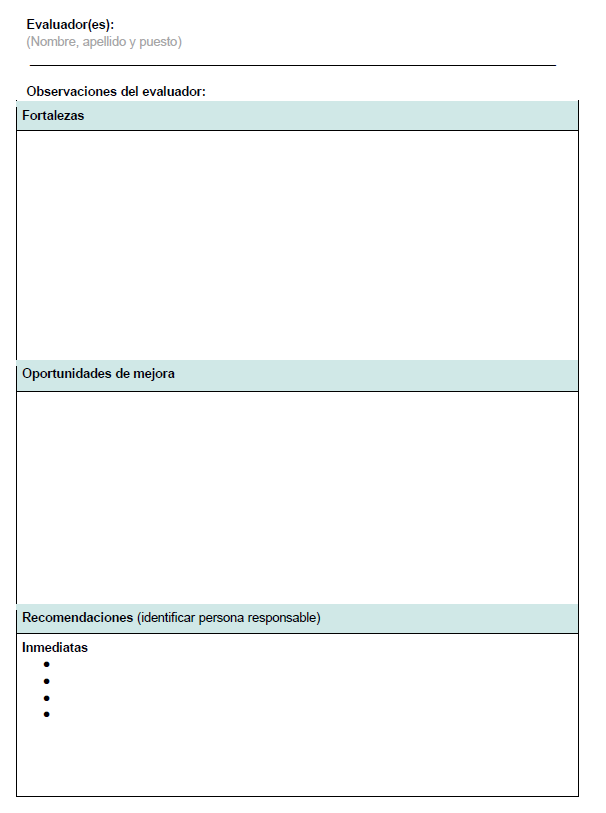 Evaluador(es):
(Nombre, apellido y puesto)
Observaciones del evaluador:
Fortalezas
Oportunidades de mejora
Recomendaciones (identificar persona responsable)
Inmediatas
●
●
●
●